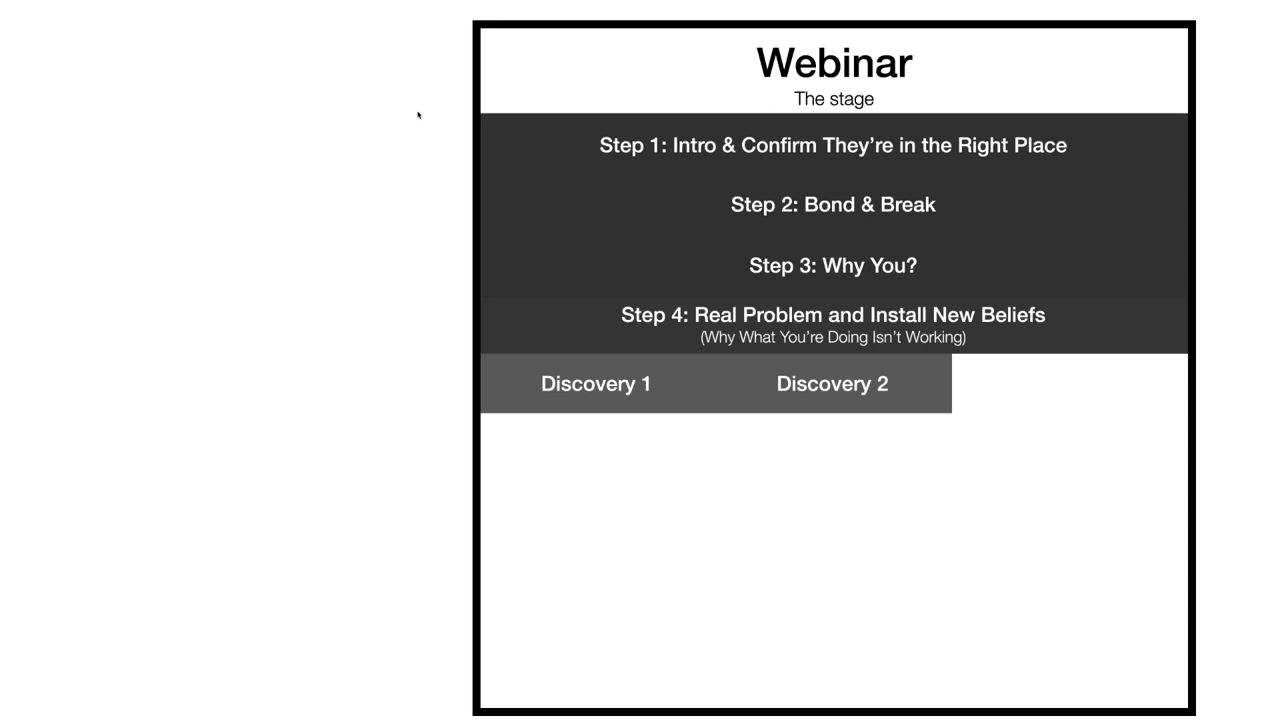 Webinar
The stage
Step 1: Intro & Confirm They’re in the Right Place
Step 2: Bond & Break
Step 3: Why You?
Step 4: Real Problem and Install New Beliefs
(Why What You’re Doing Isn’t Working)
Discovery 1
Discovery 2